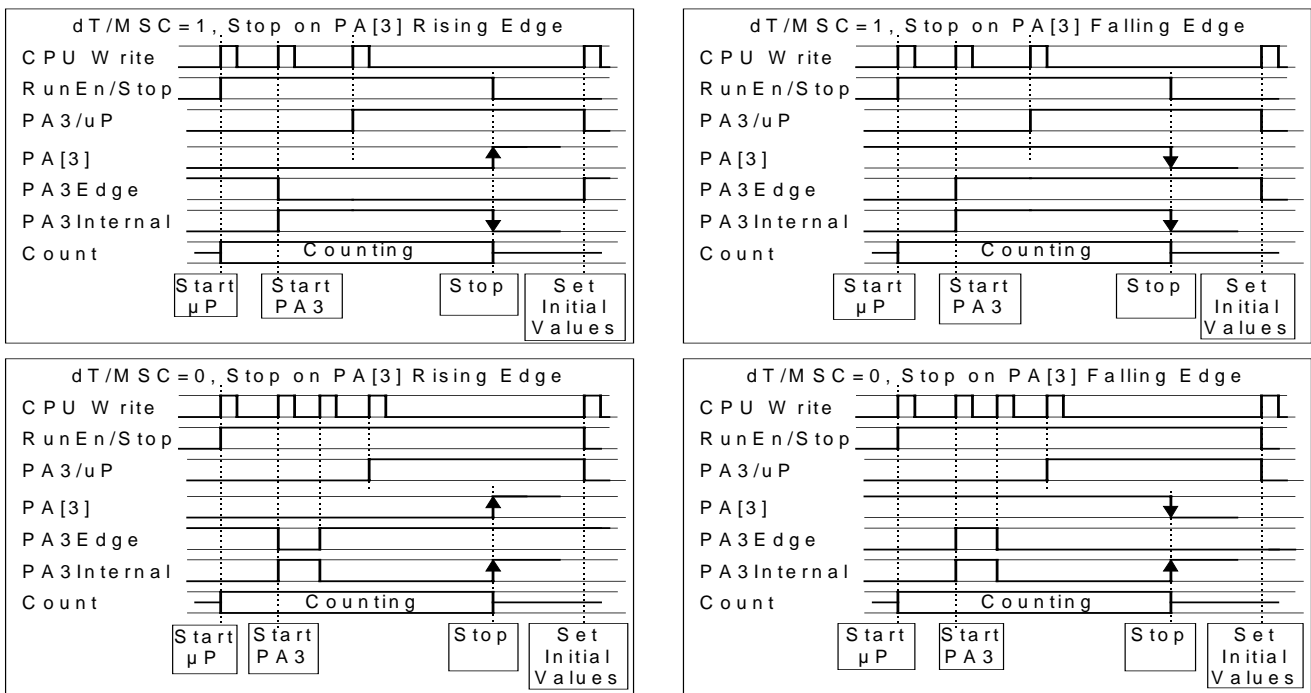 dT/MSC=1, Stop on PA[3] Rising Edge
CPU Write
RunEn/Stop
PA3/uP
PA[3]
PA3Edge
PA3Internal
Count
Counting
Start
µP
Start
PA3
Stop
Set
Initial
Values
dT/MSC=1, Stop on PA[3] Falling Edge
CPU Write
RunEn/Stop
PA3/uP
PA[3]
PA3Edge
PA3Internal
Count
Counting
Start
µP
Start
PA3
Stop
Set
Initial
Values
dT/MSC=0, Stop on PA[3] Rising Edge
CPU Write
RunEn/Stop
PA3/uP
PA[3]
PA3Edge
PA3Internal
Count
Counting
Start
µP
Start
PA3
Stop
Set
Initial
Values
dT/MSC=0, Stop on PA[3] Falling Edge
CPU Write
RunEn/Stop
PA3/uP
PA[3]
PA3Edge
PA3Internal
Count
Counting
Start
µP
Start
PA3
Stop
Set
Initial
Values